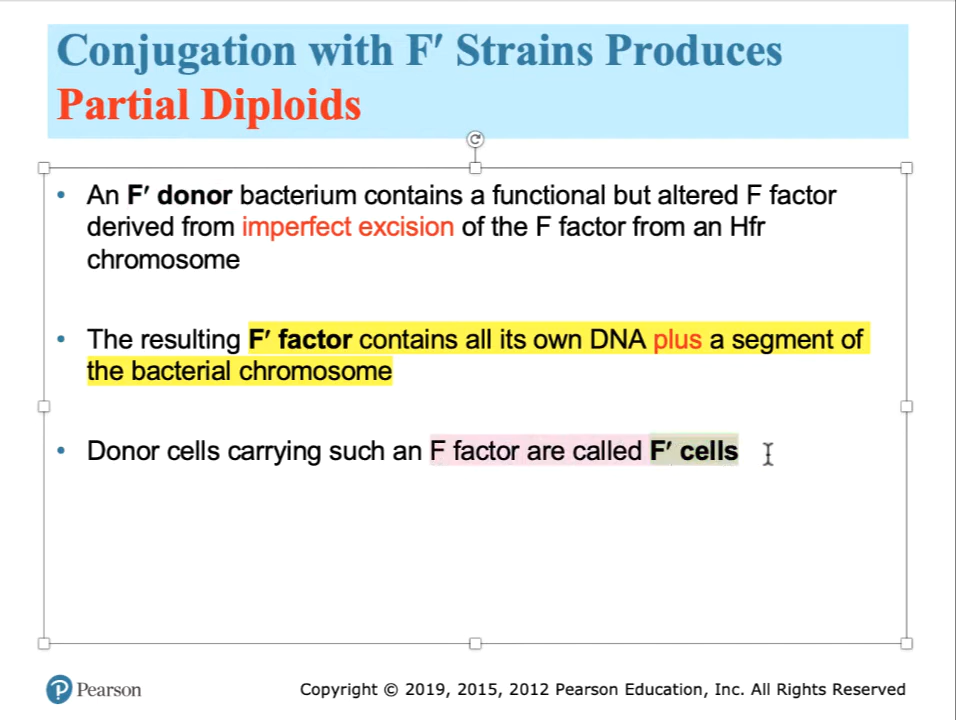 Conjugation with F′ Strains Produces
Partial Diploids
• An F′ donor bacterium contains a functional but altered F factor
derived from imperfect excision of the F factor from an Hfr
chromosome
• The resulting F′ factor contains all its own DNA plus a segment of
the bacterial chromosome
• Donor cells carrying such an F factor are called F′ cells
Pearson
Copyright © 2019, 2015, 2012 Pearson Education, Inc. All Rights Reserved